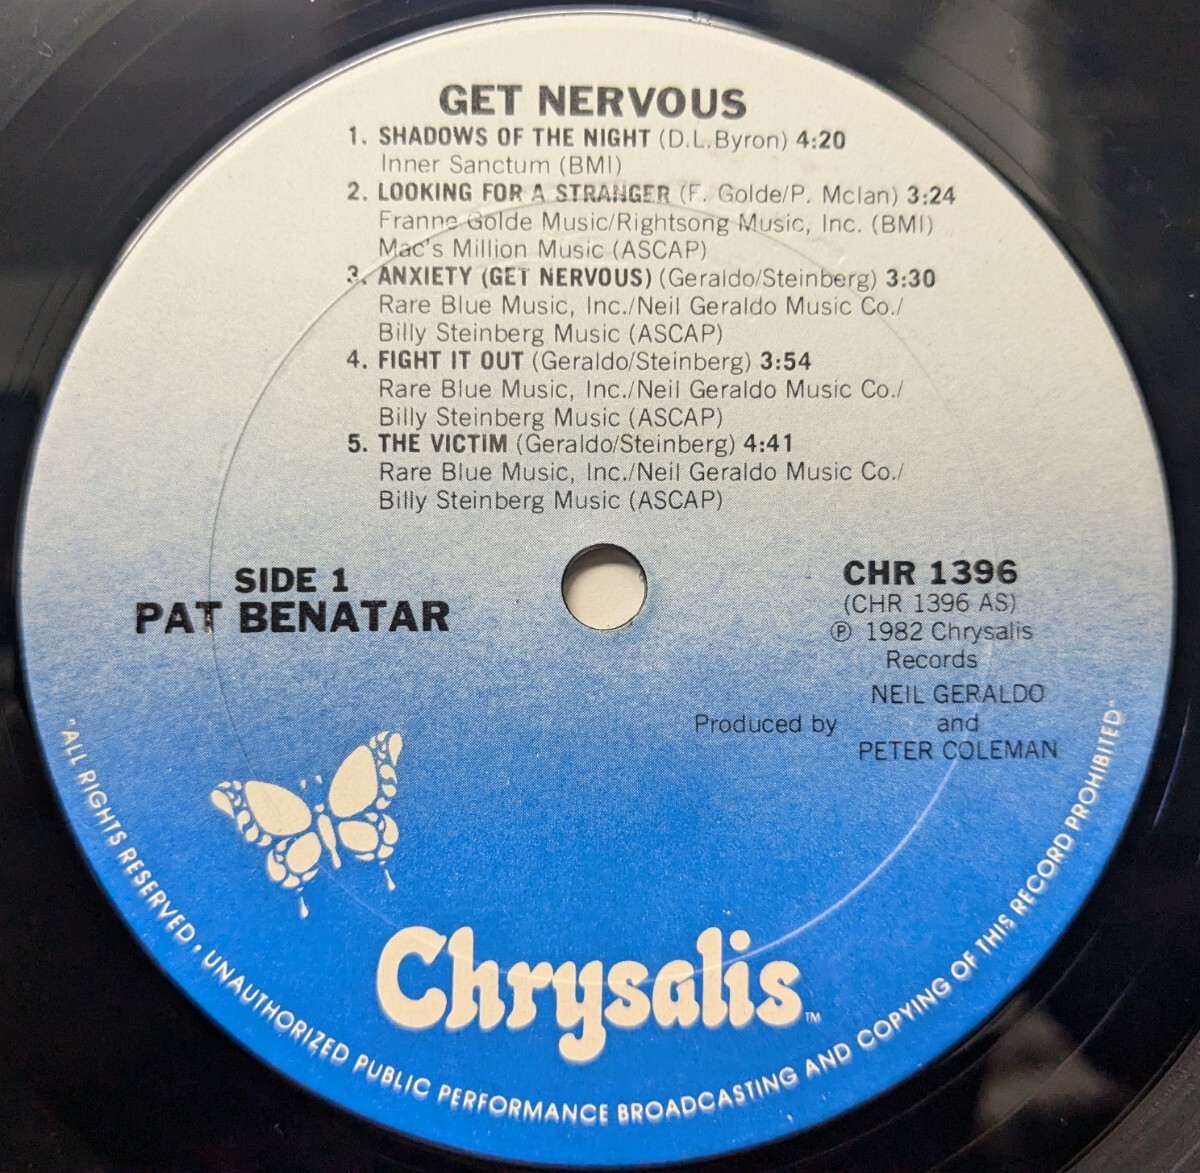 GET NERVOUS
1. SHADOWS OF THE NIGHT (D.L.Byron) 4:20
Inner Sanctum (BMI)
2. LOOKING FOR A STRANGER (F. Golde/P. McIan) 3:24
Franne Golde Music/Rightsong Music, Inc. (BMI)
Mac's Million Music (ASCAP)
3. ANXIETY (GET NERVOUS) (Geraldo/Steinberg) 3:30
Rare Blue Music, Inc./Neil Geraldo Music Co./
Billy Steinberg Music (ASCAP)
4. FIGHT IT OUT (Geraldo/Steinberg) 3:54
Rare Blue Music, Inc./Neil Geraldo Music Co./
Billy Steinberg Music (ASCAP)
5. THE VICTIM (Geraldo/Steinberg) 4:41
Rare Blue Music, Inc./Neil Geraldo Music Co./
Billy Steinberg Music (ASCAP)
SIDE 1
PAT BENATAR
CHR 1396
(CHR 1396 AS)
℗ 1982 Chrysalis
Records
NEIL GERALDO
Produced by and
PETER COLEMAN
Chrysalis™
"ALL RIGHTS RESERVED • UNAUTHORIZED PUBLIC PERFORMANCE BROADCASTING AND COPYING OF THIS RECORD PROHIBITED"